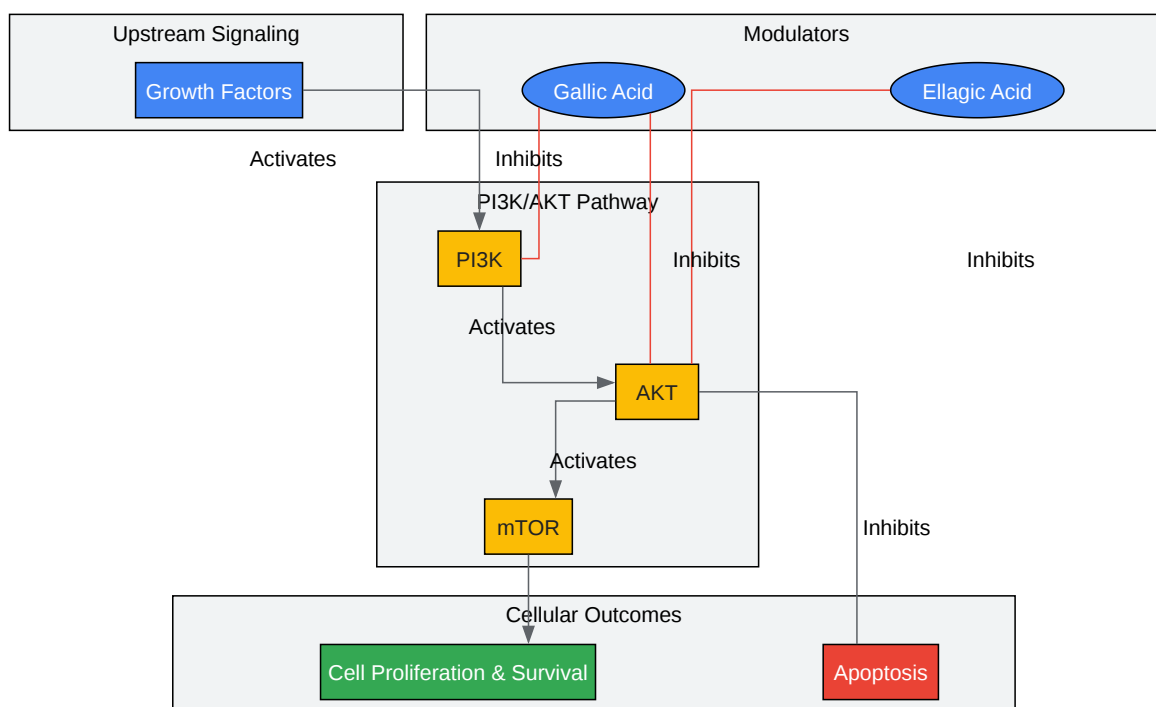 Upstream Signaling
Modulators
Growth Factors
Gallic Acid
Ellagic Acid
Activates
Inhibits
PI3K/AKT Pathway
PI3K
Inhibits
Inhibits
Activates
AKT
Activates
mTOR
Inhibits
Cellular Outcomes
Cell Proliferation & Survival
Apoptosis